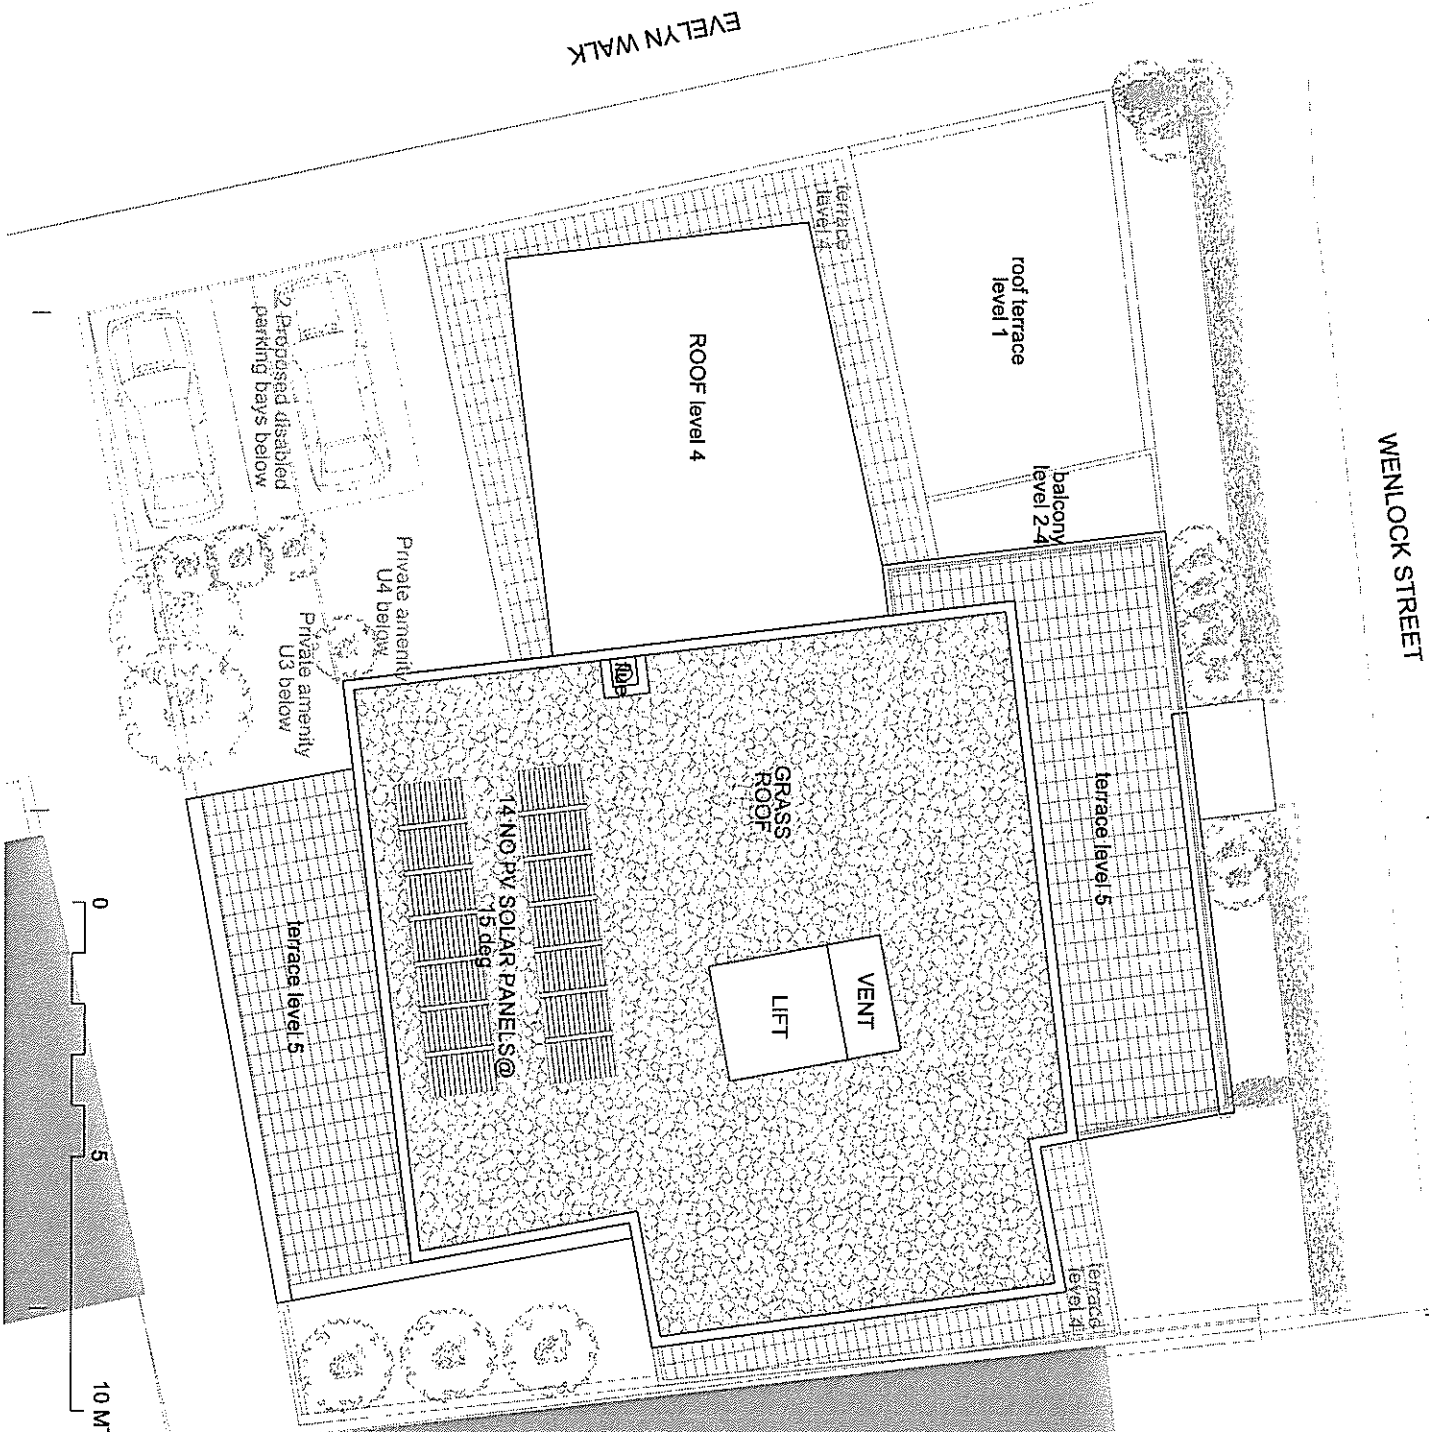 EVELYN WALK
WENLOCK STREET
roof terrace
level 1
terrace
level 4
balcony
level 2-4
ROOF level 4
2 Proposed disabled
parking bays below
Private amenity
U4 below
Private amenity
U3 below
flue
GRASS
ROOF
terrace level 5
14 NO PV SOLAR PANELS@
15 deg
VENT
LIFT
terrace level 5
terrace
level 4
0
5
10 MT